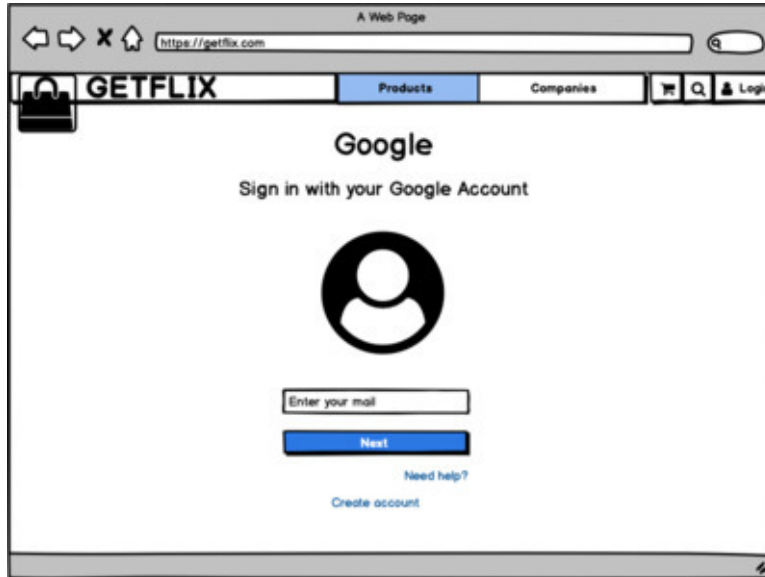 A Web Page
https://getflix.com
GETFLIX
Products
Companies
Login
Google
Sign in with your Google Account
Enter your mail
Next
Need help?
Create account